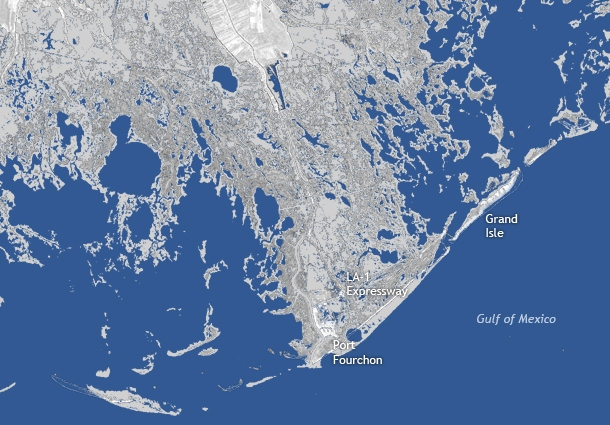 Grand
Isle
LA-1
Expressway
Gulf of Mexico
Port
Fourchon